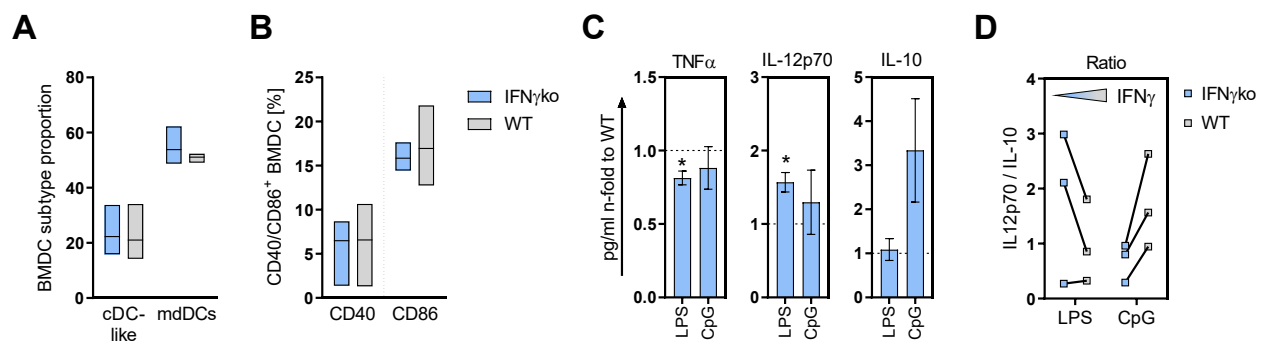 A
BMDC subtype proportion
80
60
40
20
0
cDC-
like
mdDCs
B
CD40/CD86⁺ BMDC [%]
25
20
15
10
5
0
CD40
CD86
IFNγko
WT
C
pg/ml n-fold to WT
TNFα
1.5
1.0
0.5
0.0
*
LPS
CpG
IL-12p70
3
2
1
0
*
LPS
CpG
IL-10
5
4
3
2
1
0
LPS
CpG
D
Ratio
IL12p70 / IL-10
4
3
2
1
0
IFNγ
LPS
CpG
IFNγko
WT